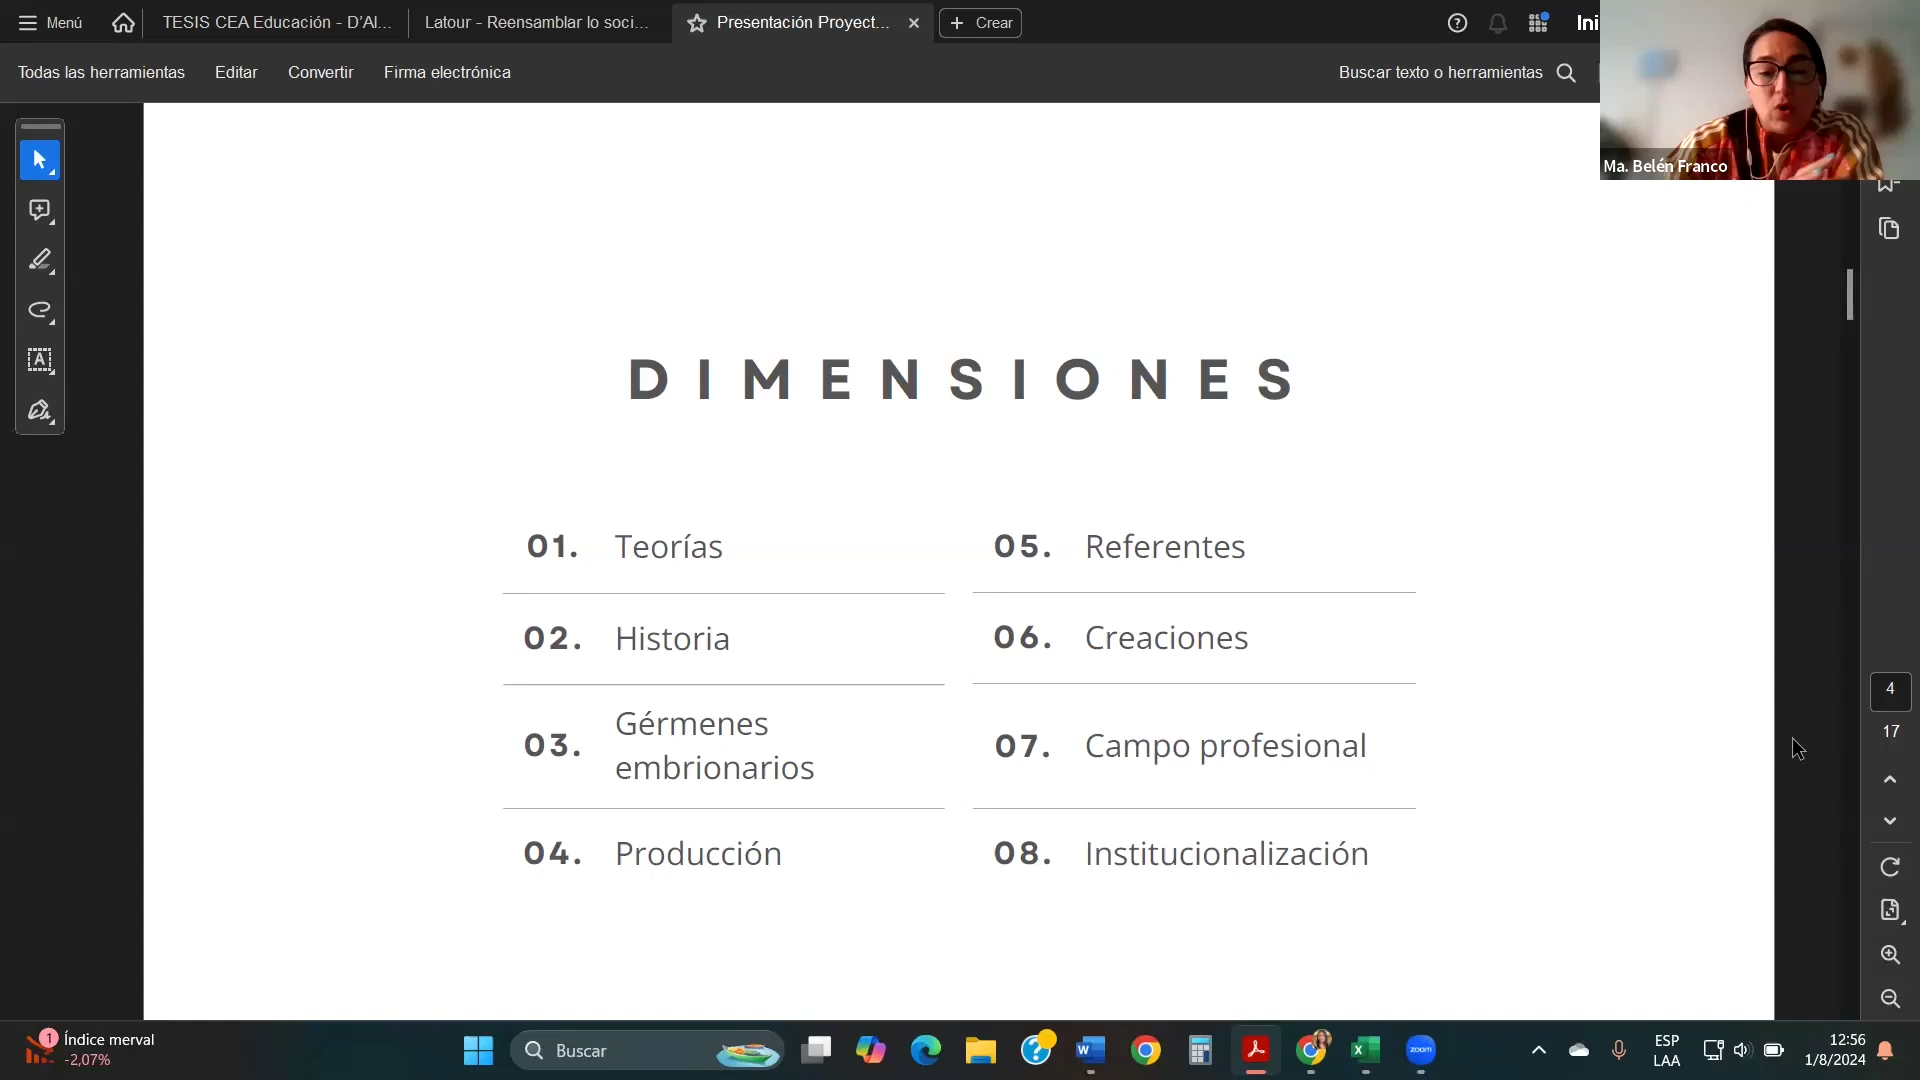 Menú
TESIS CEA Educación - D’Al...
Latour - Reensamblar lo soci...
Presentación Proyect...
Crear
Ini
Todas las herramientas
Editar
Convertir
Firma electrónica
Buscar texto o herramientas
Ma. Belén Franco
DIMENSIONES
01. Teorías
02. Historia
03. Gérmenes
embrionarios
04. Producción
05. Referentes
06. Creaciones
07. Campo profesional
08. Institucionalización
4
17
1
Índice merval
-2,07%
Buscar
zoom
ESP
LAA
12:56
1/8/2024